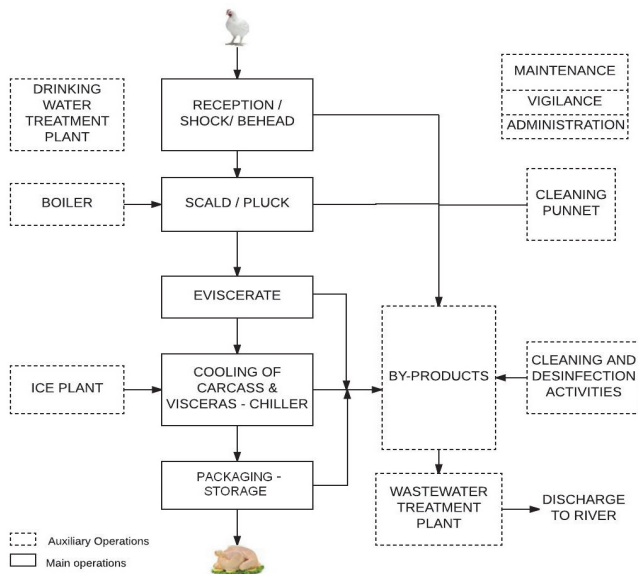 DRINKING
WATER
TREATMENT
PLANT
RECEPTION /
SHOCK/ BEHEAD
MAINTENANCE
VIGILANCE
ADMINISTRATION
BOILER
SCALD / PLUCK
CLEANING
PUNNET
EVISCERATE
ICE PLANT
COOLING OF
CARCASS &
VISCERAS - CHILLER
BY-PRODUCTS
CLEANING AND
DESINFECTION
ACTIVITIES
PACKAGING -
STORAGE
WASTEWATER
TREATMENT
PLANT
DISCHARGE
TO RIVER
Auxiliary Operations
Main operations